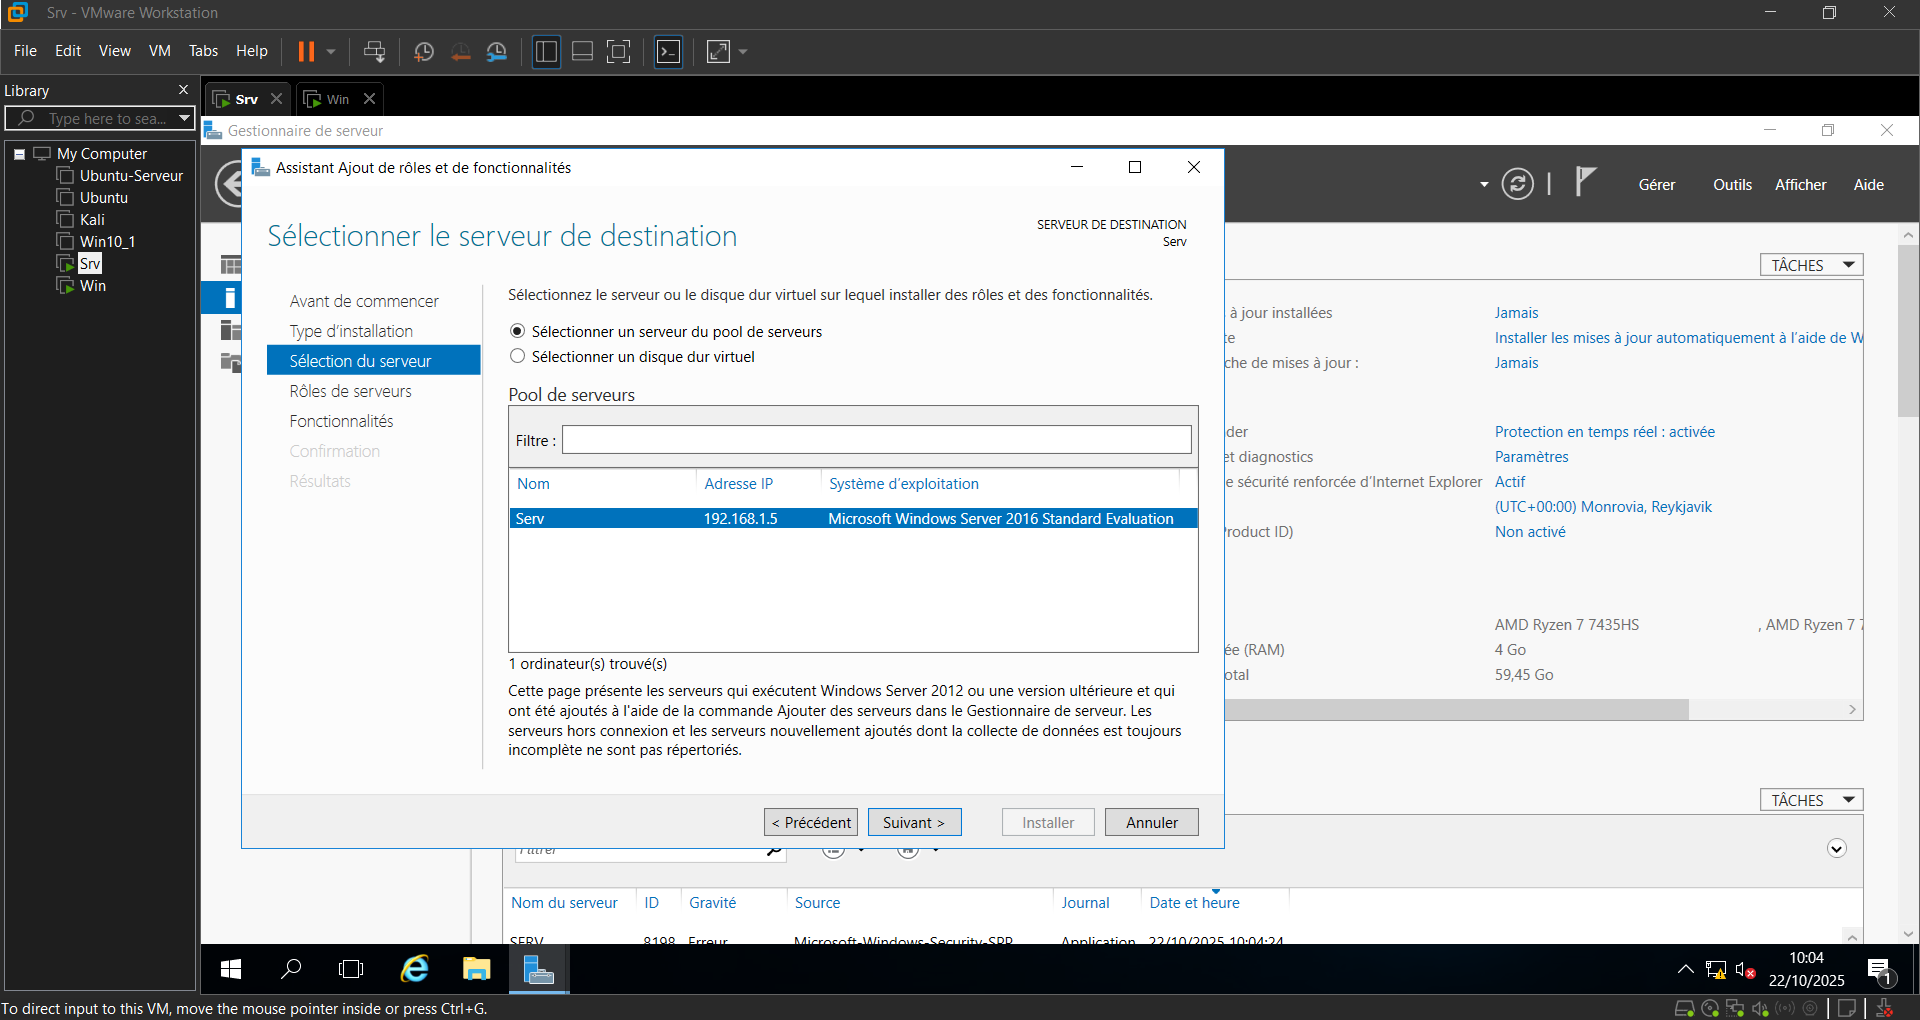 Srv - VMware Workstation
File Edit View VM Tabs Help
Library
Type here to sea...
My Computer
Ubuntu-Serveur
Ubuntu
Kali
Win10_1
Srv
Win
Srv Win
Gestionnaire de serveur
Gérer Outils Afficher Aide
Assistant Ajout de rôles et de fonctionnalités
Sélectionner le serveur de destination
SERVEUR DE DESTINATION
Serv
Avant de commencer
Type d'installation
Sélection du serveur
Rôles de serveurs
Fonctionnalités
Confirmation
Résultats
Sélectionnez le serveur ou le disque dur virtuel sur lequel installer des rôles et des fonctionnalités.
Sélectionner un serveur du pool de serveurs
Sélectionner un disque dur virtuel
Pool de serveurs
Filtre :
Nom Adresse IP Système d'exploitation
Serv 192.168.1.5 Microsoft Windows Server 2016 Standard Evaluation
1 ordinateur(s) trouvé(s)
Cette page présente les serveurs qui exécutent Windows Server 2012 ou une version ultérieure et qui
ont été ajoutés à l'aide de la commande Ajouter des serveurs dans le Gestionnaire de serveur. Les
serveurs hors connexion et les serveurs nouvellement ajoutés dont la collecte de données est toujours
incomplète ne sont pas répertoriés.
< Précédent Suivant > Installer Annuler
TÂCHES
à jour installées Jamais
te Installer les mises à jour automatiquement à l'aide de W
che de mises à jour : Jamais
der Protection en temps réel : activée
et diagnostics Paramètres
e sécurité renforcée d'Internet Explorer Actif
(UTC+00:00) Monrovia, Reykjavik
Product ID) Non activé
AMD Ryzen 7 7435HS , AMD Ryzen 7 7
ée (RAM) 4 Go
otal 59,45 Go
TÂCHES
Filtrer
Nom du serveur ID Gravité Source Journal Date et heure
SERV 8198 Erreur Microsoft-Windows-Security-SPP Application 22/10/2025 10:04:24
10:04
22/10/2025
1
To direct input to this VM, move the mouse pointer inside or press Ctrl+G.